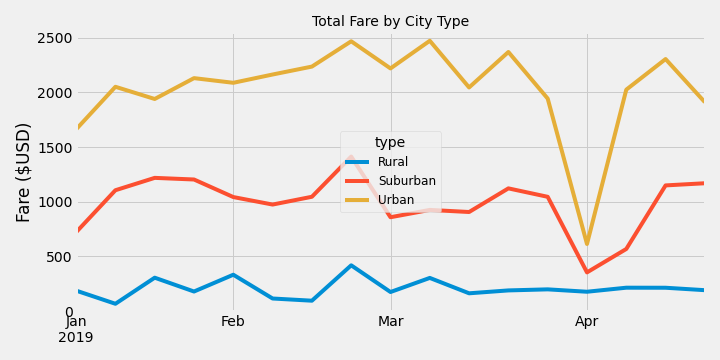 Total Fare by City Type
Fare ($USD)
2500
2000
1500
1000
500
0
type
Rural
Suburban
Urban
Jan Feb Mar Apr
2019